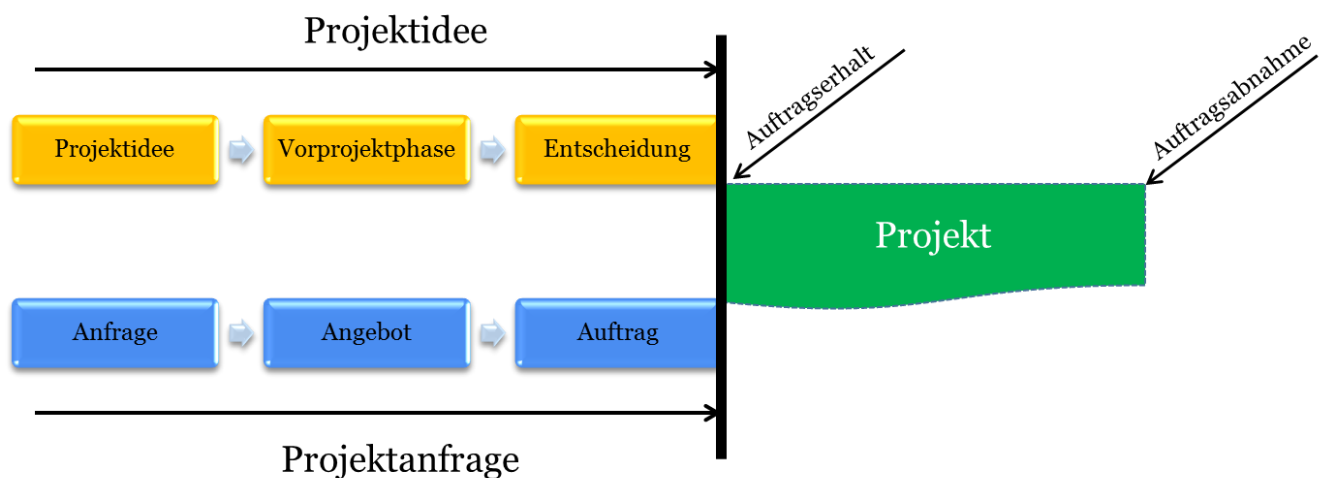 Projektidee
Projektidee
Vorprojektphase
Entscheidung
Auftragserhalt
Auftragsabnahme
Projekt
Anfrage
Angebot
Auftrag
Projektanfrage